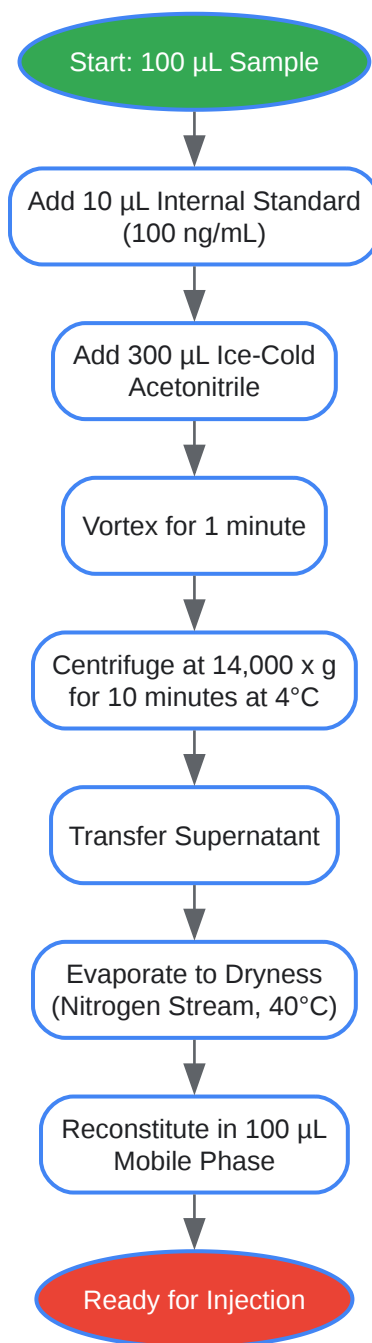 Start: 100 µL Sample
Add 10 µL Internal Standard
(100 ng/mL)
Add 300 µL Ice-Cold
Acetonitrile
Vortex for 1 minute
Centrifuge at 14,000 x g
for 10 minutes at 4°C
Transfer Supernatant
Evaporate to Dryness
(Nitrogen Stream, 40°C)
Reconstitute in 100 µL
Mobile Phase
Ready for Injection